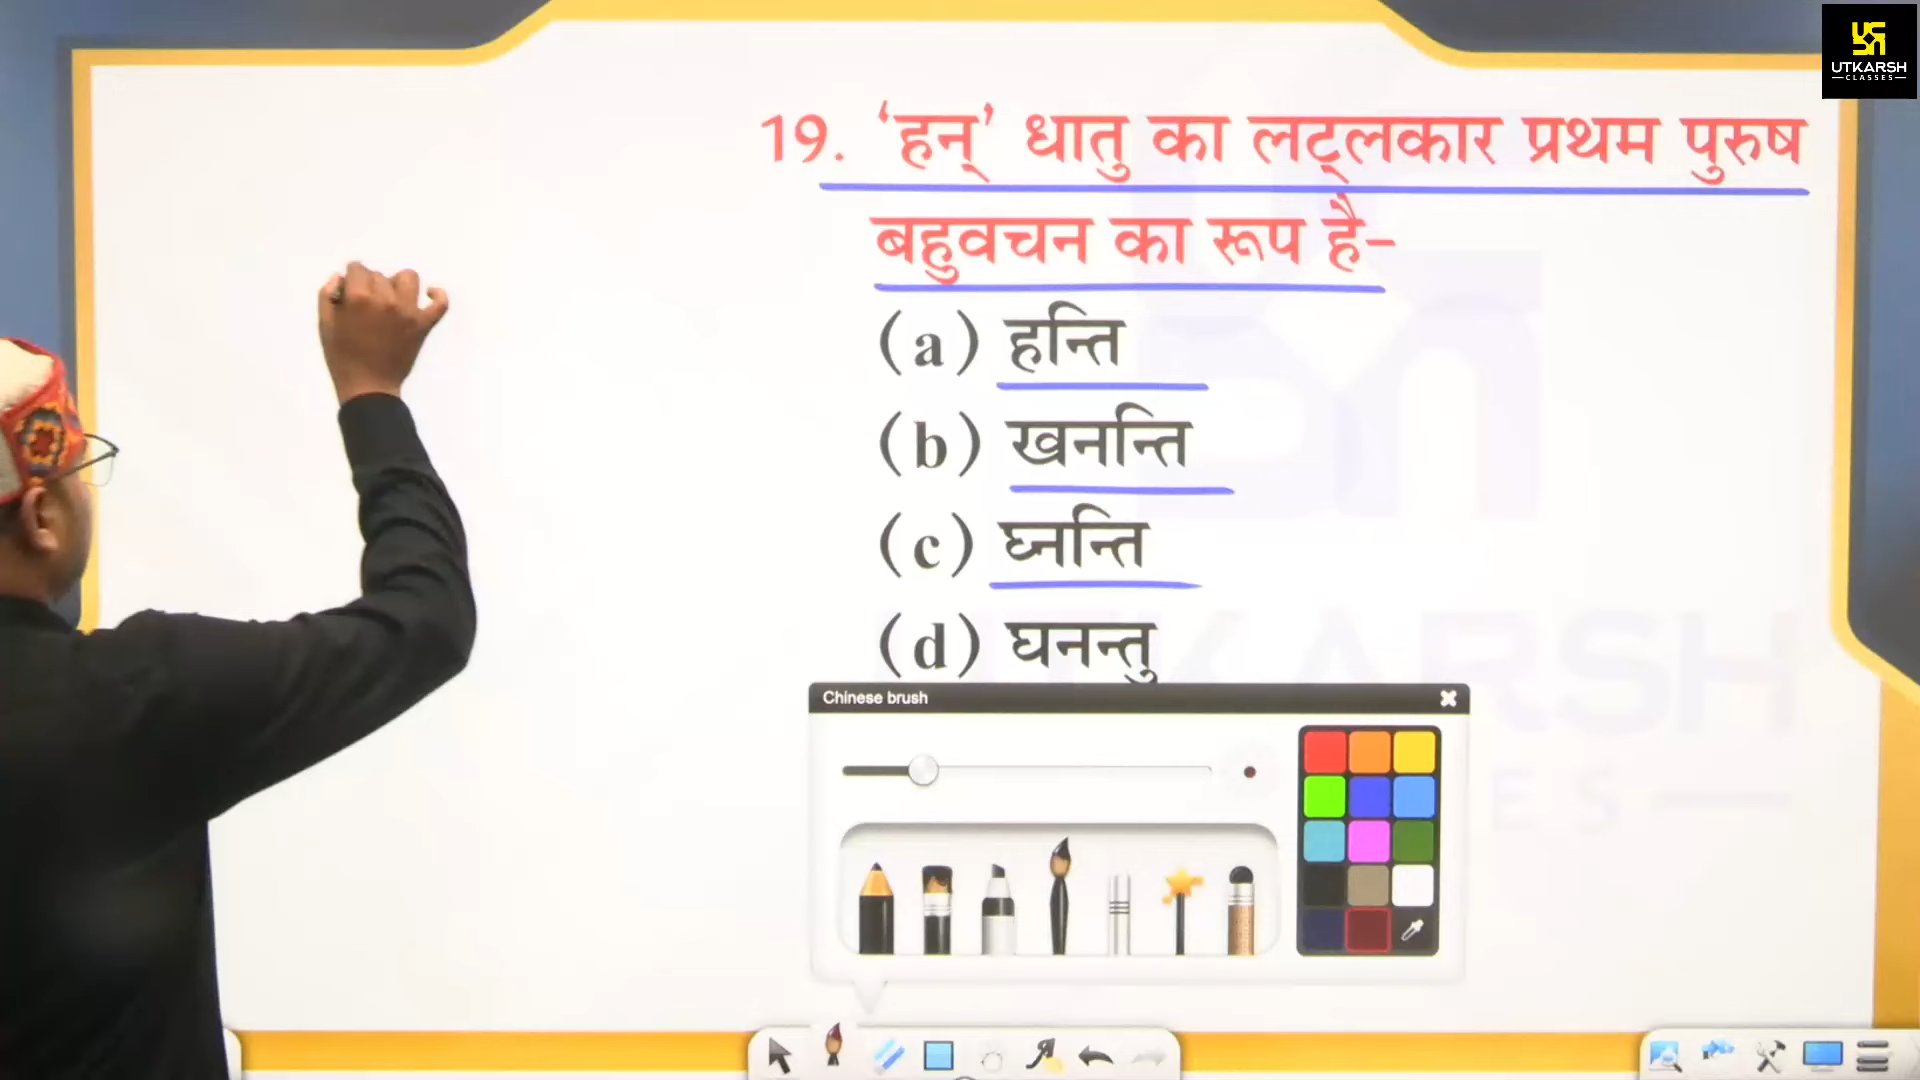 UTKARSH
CLASSES
19. ‘हन्’ धातु का लट्लकार प्रथम पुरुष
बहुवचन का रूप है-
(a) हन्ति
(b) खनन्ति
(c) घ्नन्ति
(d) घनन्तु
Chinese brush